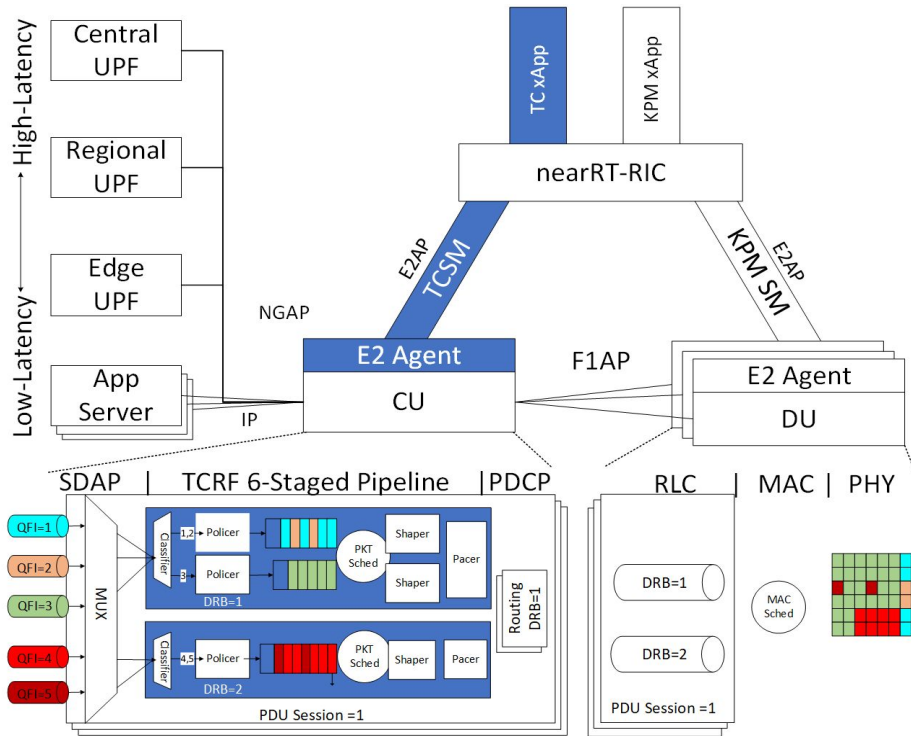 High-Latency
Low-Latency
Central
UPF
Regional
UPF
Edge
UPF
App
Server
NGAP
IP
TC xApp
KPM xApp
nearRT-RIC
E2AP
TCSM
KPM SM
E2AP
E2 Agent
CU
F1AP
E2 Agent
DU
SDAP
TCRF 6-Staged Pipeline
PDCP
RLC
MAC
PHY
QFI=1
QFI=2
QFI=3
QFI=4
QFI=5
MUX
Classifier
1,2
Policer
3
Policer
DRB=1
PKT
Sched
Shaper
Shaper
Pacer
Classifier
4,5
Policer
DRB=2
PKT
Sched
Shaper
Pacer
Routing
DRB=1
PDU Session =1
DRB=1
DRB=2
PDU Session =1
MAC
Sched